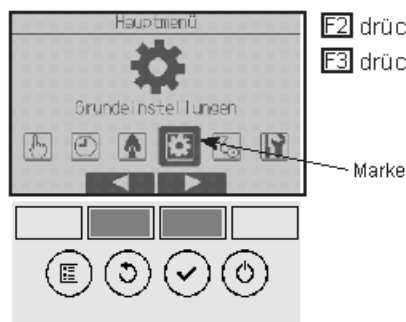 Hauptmenü
Grundeinstellungen
F2 drüc
F3 drüc
Marke